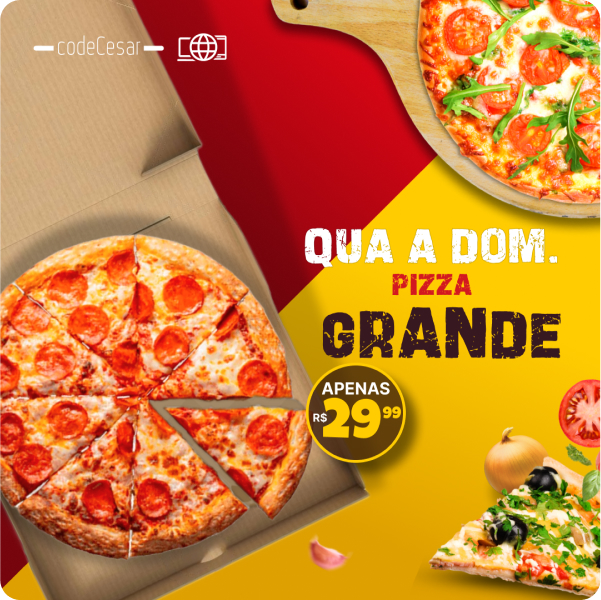 codeCesar
QUA A DOM.
PIZZA
GRANDE
APENAS
R$29,99